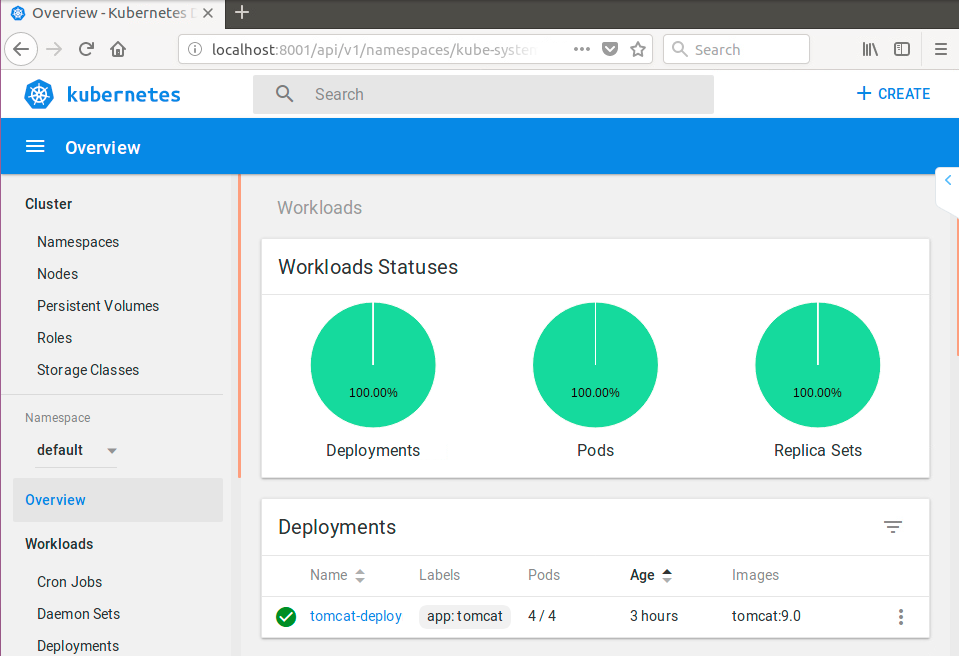 Overview - Kubernetes D
localhost:8001/api/v1/namespaces/kube-system
Search
kubernetes
Search
CREATE
Overview
Cluster
Namespaces
Nodes
Persistent Volumes
Roles
Storage Classes
Namespace
default
Overview
Workloads
Cron Jobs
Daemon Sets
Deployments
Workloads
Workloads Statuses
100.00% 100.00% 100.00%
Deployments Pods Replica Sets
Deployments
Name Labels Pods Age Images
tomcat-deploy app: tomcat 4 / 4 3 hours tomcat:9.0